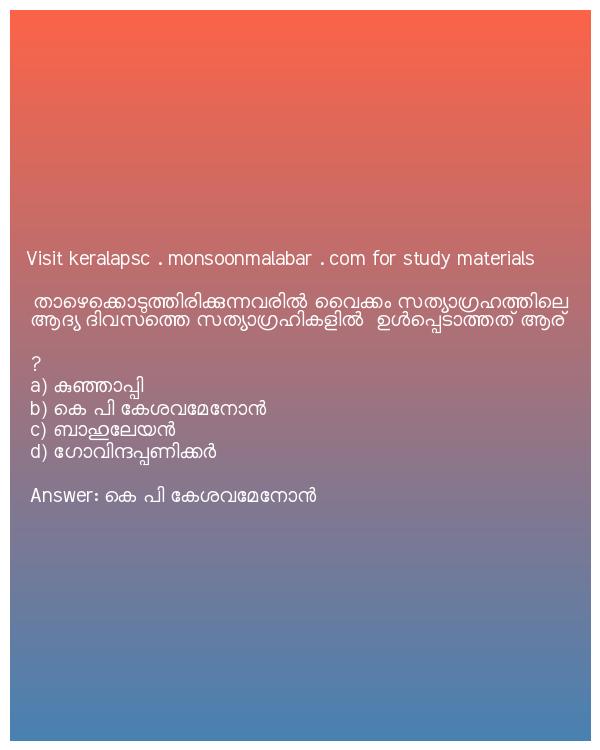 Visit keralapsc . monsoonmalabar . com for study materials
താഴെക്കൊടുത്തിരിക്കുന്നവരിൽ വൈക്കം സത്യാഗ്രഹത്തിലെ
ആദ്യ ദിവസത്തെ സത്യാഗ്രഹികളിൽ ഉൾപ്പെടാത്തത് ആര്
?
a) കുഞ്ഞാപ്പി
b) കെ പി കേശവമേനോൻ
c) ബാഹുലേയൻ
d) ഗോവിന്ദപ്പണിക്കർ
Answer: കെ പി കേശവമേനോൻ